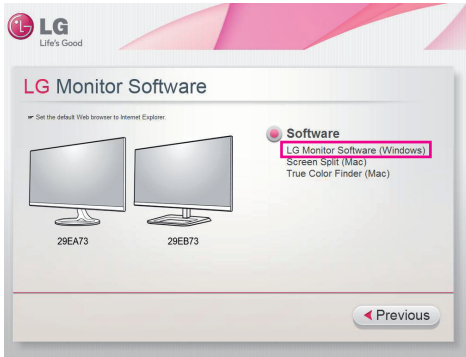 LG
Life's Good
LG Monitor Software
☞ Set the default Web browser to Internet Explorer.
Software
LG Monitor Software (Windows)
Screen Split (Mac)
True Color Finder (Mac)
29EA73
29EB73
Previous